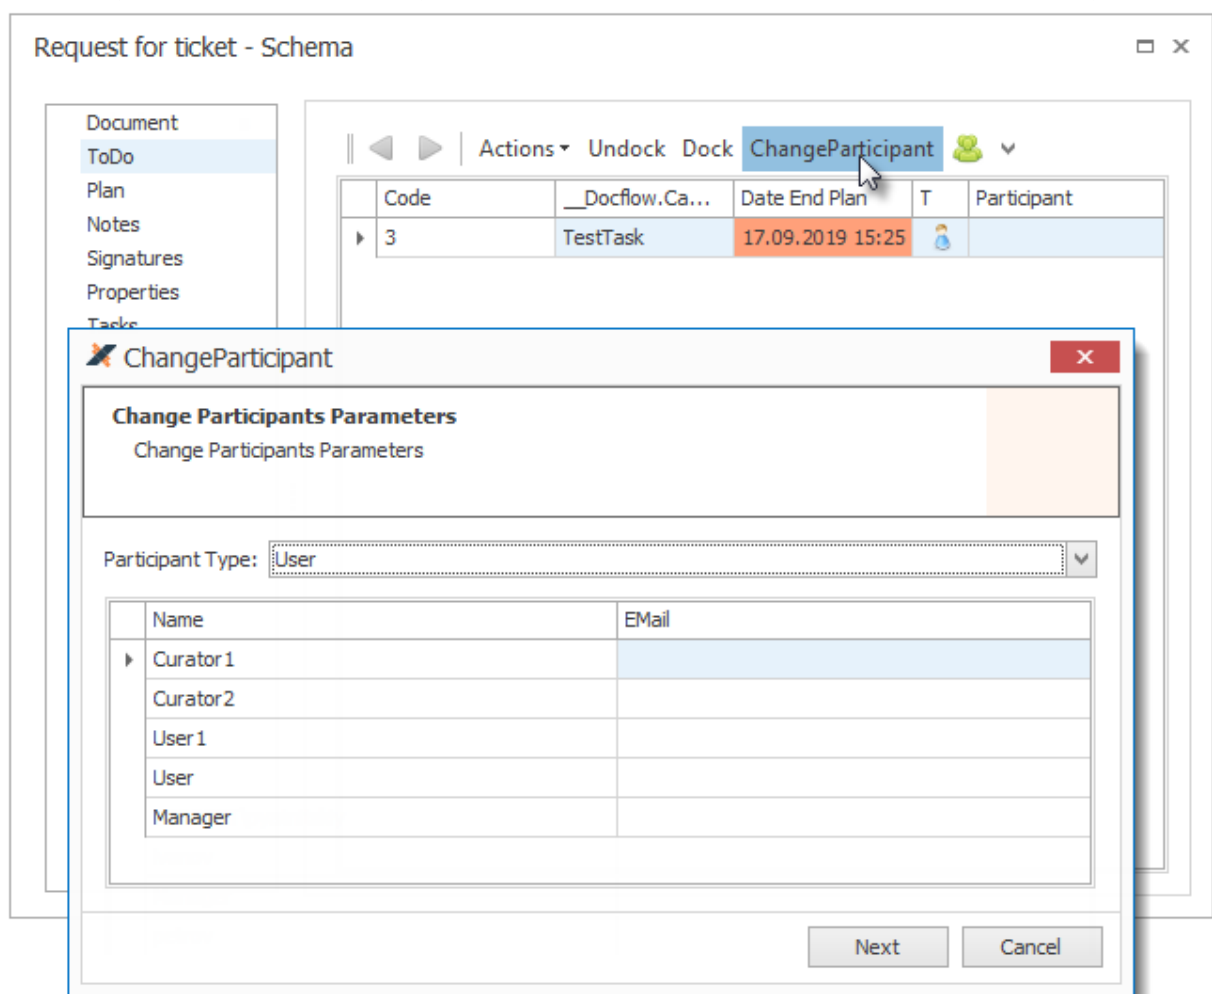 Request for ticket - Schema
Document
ToDo
Plan
Notes
Signatures
Properties
Tasks
Actions Undock Dock ChangeParticipant
Code __Docflow.Ca... Date End Plan T Participant
3 TestTask 17.09.2019 15:25
ChangeParticipant
Change Participants Parameters
Change Participants Parameters
Participant Type: User
Name EMail
Curator1
Curator2
User1
User
Manager
Next Cancel